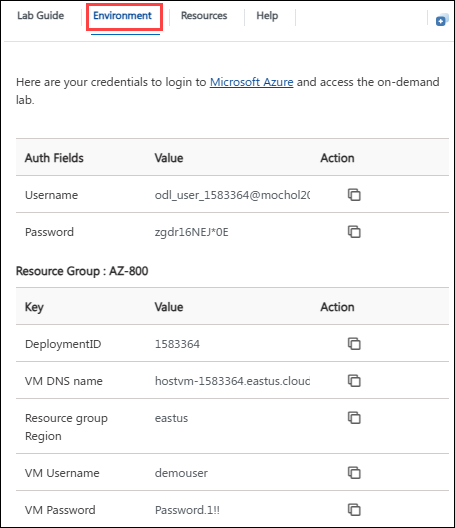 Lab Guide Environment Resources Help
Here are your credentials to login to Microsoft Azure and access the on-demand
lab.
Auth Fields Value Action
Username odl_user_1583364@mochol20
Password zgdr16NEJ*0E
Resource Group : AZ-800
Key Value Action
DeploymentID 1583364
VM DNS name hostvm-1583364.eastus.clouc
Resource group eastus
Region
VM Username demouser
VM Password Password.1!!